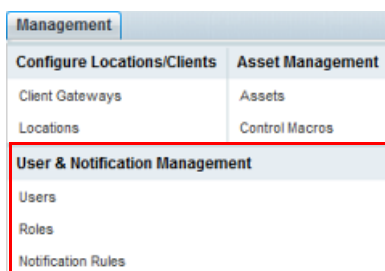 Management
Configure Locations/Clients Asset Management
Client Gateways Assets
Locations Control Macros
User & Notification Management
Users
Roles
Notification Rules